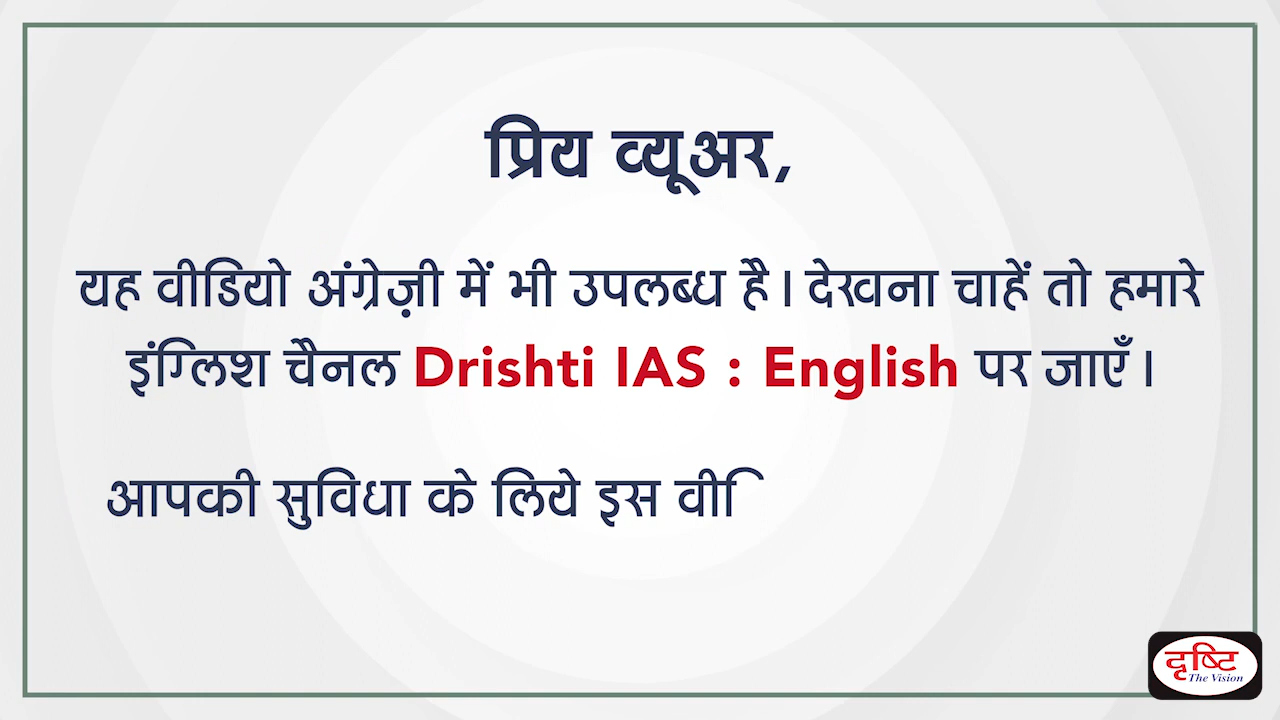 प्रिय व्यूअर,
यह वीडियो अंग्रेज़ी में भी उपलब्ध है। देखना चाहें तो हमारे
इंग्लिश चैनल Drishti IAS : English पर जाएँ।
आपकी सुविधा के लिये इस वी
दृष्टि
The Vision